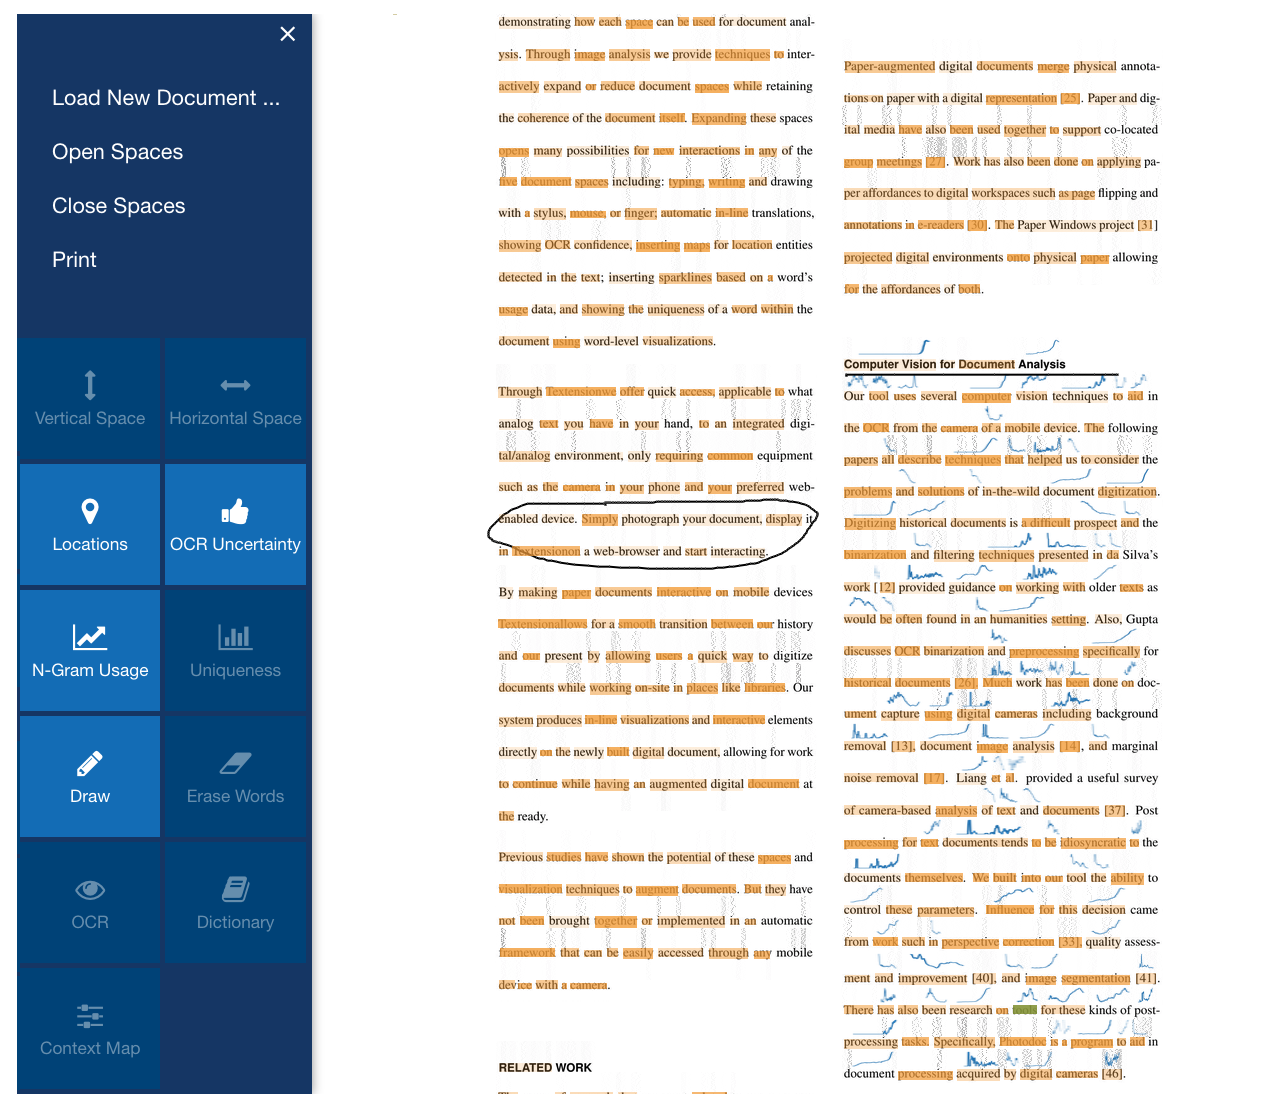 Load New Document ...
Open Spaces
Close Spaces
Print
Vertical Space
Horizontal Space
Locations
OCR Uncertainty
N-Gram Usage
Uniqueness
Draw
Erase Words
OCR
Dictionary
Context Map
demonstrating how each space can be used for document anal-
ysis. Through image analysis we provide techniques to inter-
actively expand or reduce document spaces while retaining
the coherence of the document itself. Expanding these spaces
opens many possibilities for new interactions in any of the
five document spaces including: typing, writing and drawing
with a stylus, mouse, or finger; automatic in-line translations,
showing OCR confidence, inserting maps for location entities
detected in the text; inserting sparklines based on a word's
usage data, and showing the uniqueness of a word within the
document using word-level visualizations.
Through Textensionwe offer quick access, applicable to what
analog text you have in your hand, to an integrated digi-
tal/analog environment, only requiring common equipment
such as the camera in your phone and your preferred web-
enabled device. Simply photograph your document, display it
in Textensionon a web-browser and start interacting.
By making paper documents interactive on mobile devices
Textensionallows for a smooth transition between our history
and our present by allowing users a quick way to digitize
documents while working on-site in places like libraries. Our
system produces in-line visualizations and interactive elements
directly on the newly built digital document, allowing for work
to continue while having an augmented digital document at
the ready.
Previous studies have shown the potential of these spaces and
visualization techniques to augment documents. But they have
not been brought together or implemented in an automatic
framework that can be easily accessed through any mobile
device with a camera.
RELATED WORK
Paper-augmented digital documents merge physical annota-
tions on paper with a digital representation [25]. Paper and dig-
ital media have also been used together to support co-located
group meetings [27]. Work has also been done on applying pa-
per affordances to digital workspaces such as page flipping and
annotations in e-readers [30]. The Paper Windows project [31]
projected digital environments onto physical paper allowing
for the affordances of both.
Computer Vision for Document Analysis
Our tool uses several computer vision techniques to aid in
the OCR from the camera of a mobile device. The following
papers all describe techniques that helped us to consider the
problems and solutions of in-the-wild document digitization.
Digitizing historical documents is a difficult prospect and the
binarization and filtering techniques presented in da Silva's
work [12] provided guidance on working with older texts as
would be often found in an humanities setting. Also, Gupta
discusses OCR binarization and preprocessing specifically for
historical documents [26]. Much work has been done on doc-
ument capture using digital cameras including background
removal [13], document image analysis [14], and marginal
noise removal [17]. Liang et al. provided a useful survey
of camera-based analysis of text and documents [37]. Post
processing for text documents tends to be idiosyncratic to the
documents themselves. We built into our tool the ability to
control these parameters. Influence for this decision came
from work such in perspective correction [33], quality assess-
ment and improvement [40], and image segmentation [41].
There has also been research on tools for these kinds of post-
processing tasks. Specifically, Photodoc is a program to aid in
document processing acquired by digital cameras [46].